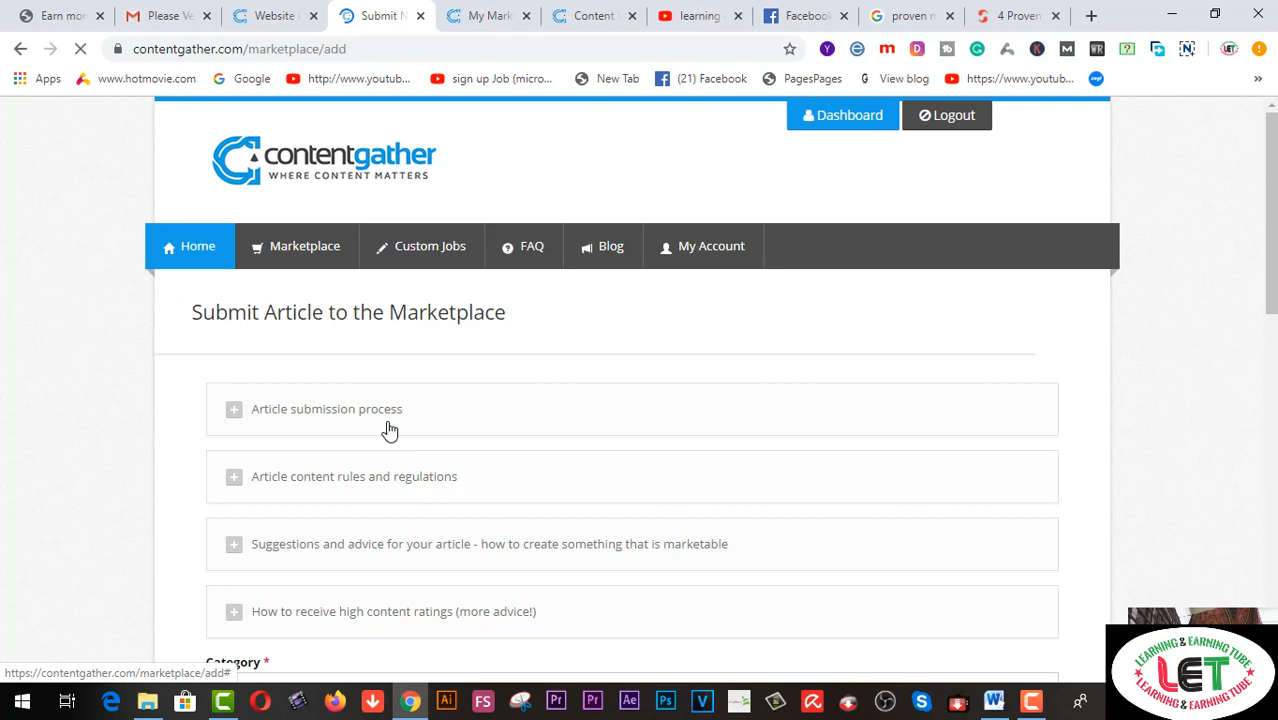 Earn mon
Please Ve
Website
Submit N
My Mark
Content
learning
Facebook
proven m
4 Proven
contentgather.com/marketplace/add
Apps
www.hotmovie.com
Google
http://www.youtub...
sign up Job (micro...
New Tab
(21) Facebook
PagesPages
View blog
https://www.youtub...
Dashboard
Logout
contentgather
WHERE CONTENT MATTERS
Home
Marketplace
Custom Jobs
FAQ
Blog
My Account
Submit Article to the Marketplace
Article submission process
Article content rules and regulations
Suggestions and advice for your article - how to create something that is marketable
How to receive high content ratings (more advice!)
Category *
https://contentgather.com/marketplace/add#
LEARNING & EARNING TUBE
LET
LEARNING & EARNING TUBE